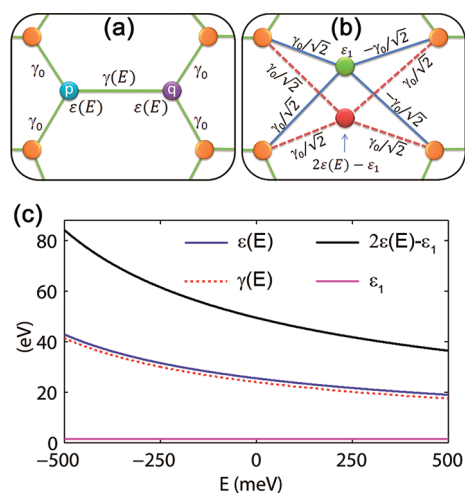 (a)
γ(E)
γ₀
γ₀
p
q
ε(E)
ε(E)
γ₀
γ₀
(b)
γ₀/√2
ε₁
-γ₀/√2
γ₀/√2
γ₀/√2
γ₀/√2
-γ₀/√2
γ₀/√2
γ₀/√2
2ε(E) − ε₁
(c)
80
60
40
20
0
(eV)
ε(E)
2ε(E)-ε₁
γ(E)
ε₁
−500
−250
0
250
500
E (meV)